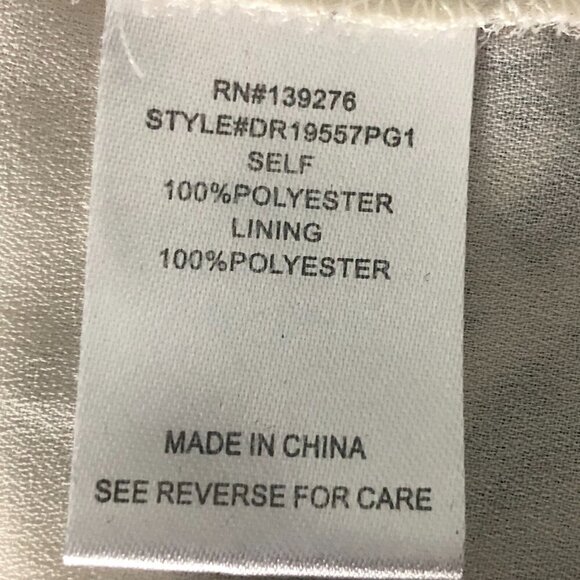 RN#139276
STYLE#DR19557PG1
SELF
100%POLYESTER
LINING
100%POLYESTER
MADE IN CHINA
SEE REVERSE FOR CARE